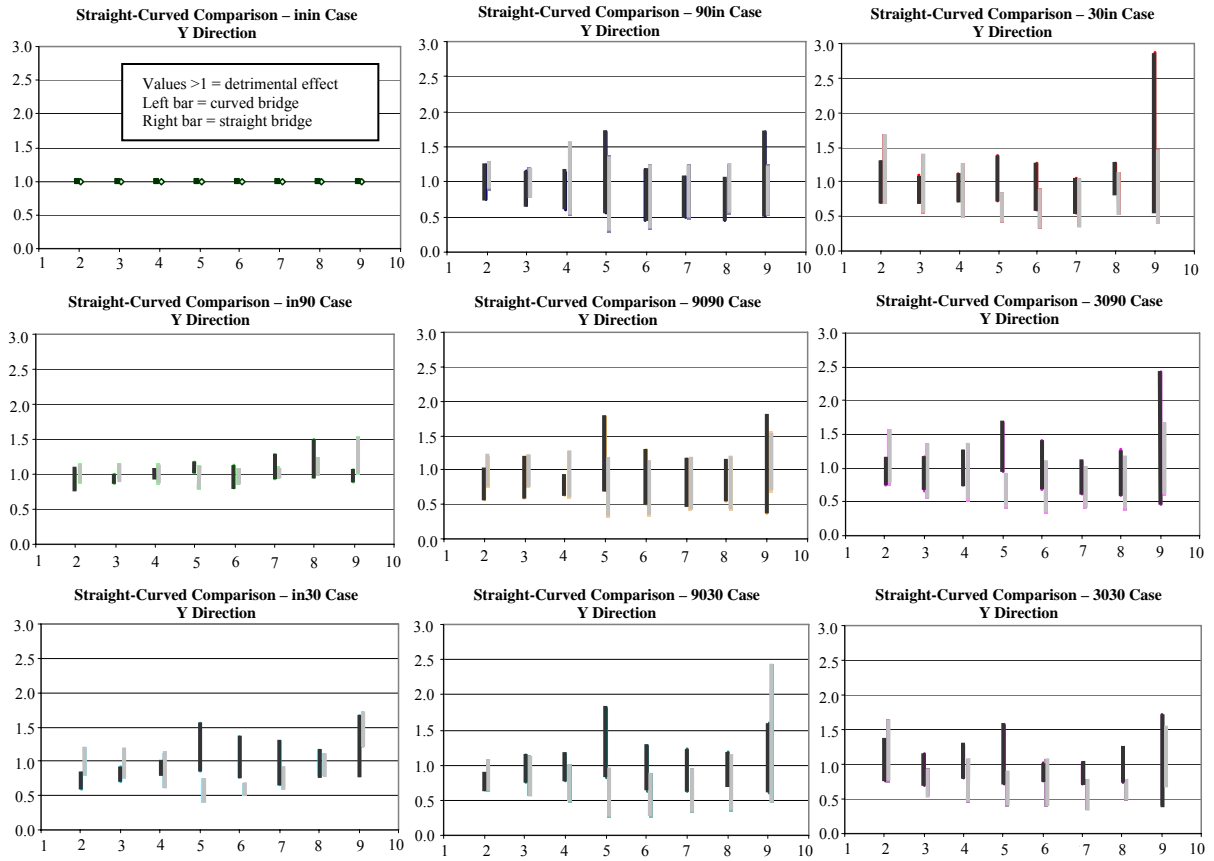 Straight-Curved Comparison – inin Case
Y Direction
3.0
2.5
2.0
1.5
1.0
0.5
0.0
Values >1 = detrimental effect
Left bar = curved bridge
Right bar = straight bridge
1 2 3 4 5 6 7 8 9 10
Straight-Curved Comparison – 90in Case
Y Direction
3.0
2.5
2.0
1.5
1.0
0.5
0.0
1 2 3 4 5 6 7 8 9 10
Straight-Curved Comparison – 30in Case
Y Direction
3.0
2.5
2.0
1.5
1.0
0.5
0.0
1 2 3 4 5 6 7 8 9 10
Straight-Curved Comparison – in90 Case
Y Direction
3.0
2.5
2.0
1.5
1.0
0.5
0.0
1 2 3 4 5 6 7 8 9 10
Straight-Curved Comparison – 9090 Case
Y Direction
3.0
2.5
2.0
1.5
1.0
0.5
0.0
1 2 3 4 5 6 7 8 9 10
Straight-Curved Comparison – 3090 Case
Y Direction
3.0
2.5
2.0
1.5
1.0
0.5
0.0
1 2 3 4 5 6 7 8 9 10
Straight-Curved Comparison – in30 Case
Y Direction
3.0
2.5
2.0
1.5
1.0
0.5
0.0
1 2 3 4 5 6 7 8 9 10
Straight-Curved Comparison – 9030 Case
Y Direction
3.0
2.5
2.0
1.5
1.0
0.5
0.0
1 2 3 4 5 6 7 8 9 10
Straight-Curved Comparison – 3030 Case
Y Direction
3.0
2.5
2.0
1.5
1.0
0.5
0.0
1 2 3 4 5 6 7 8 9 10